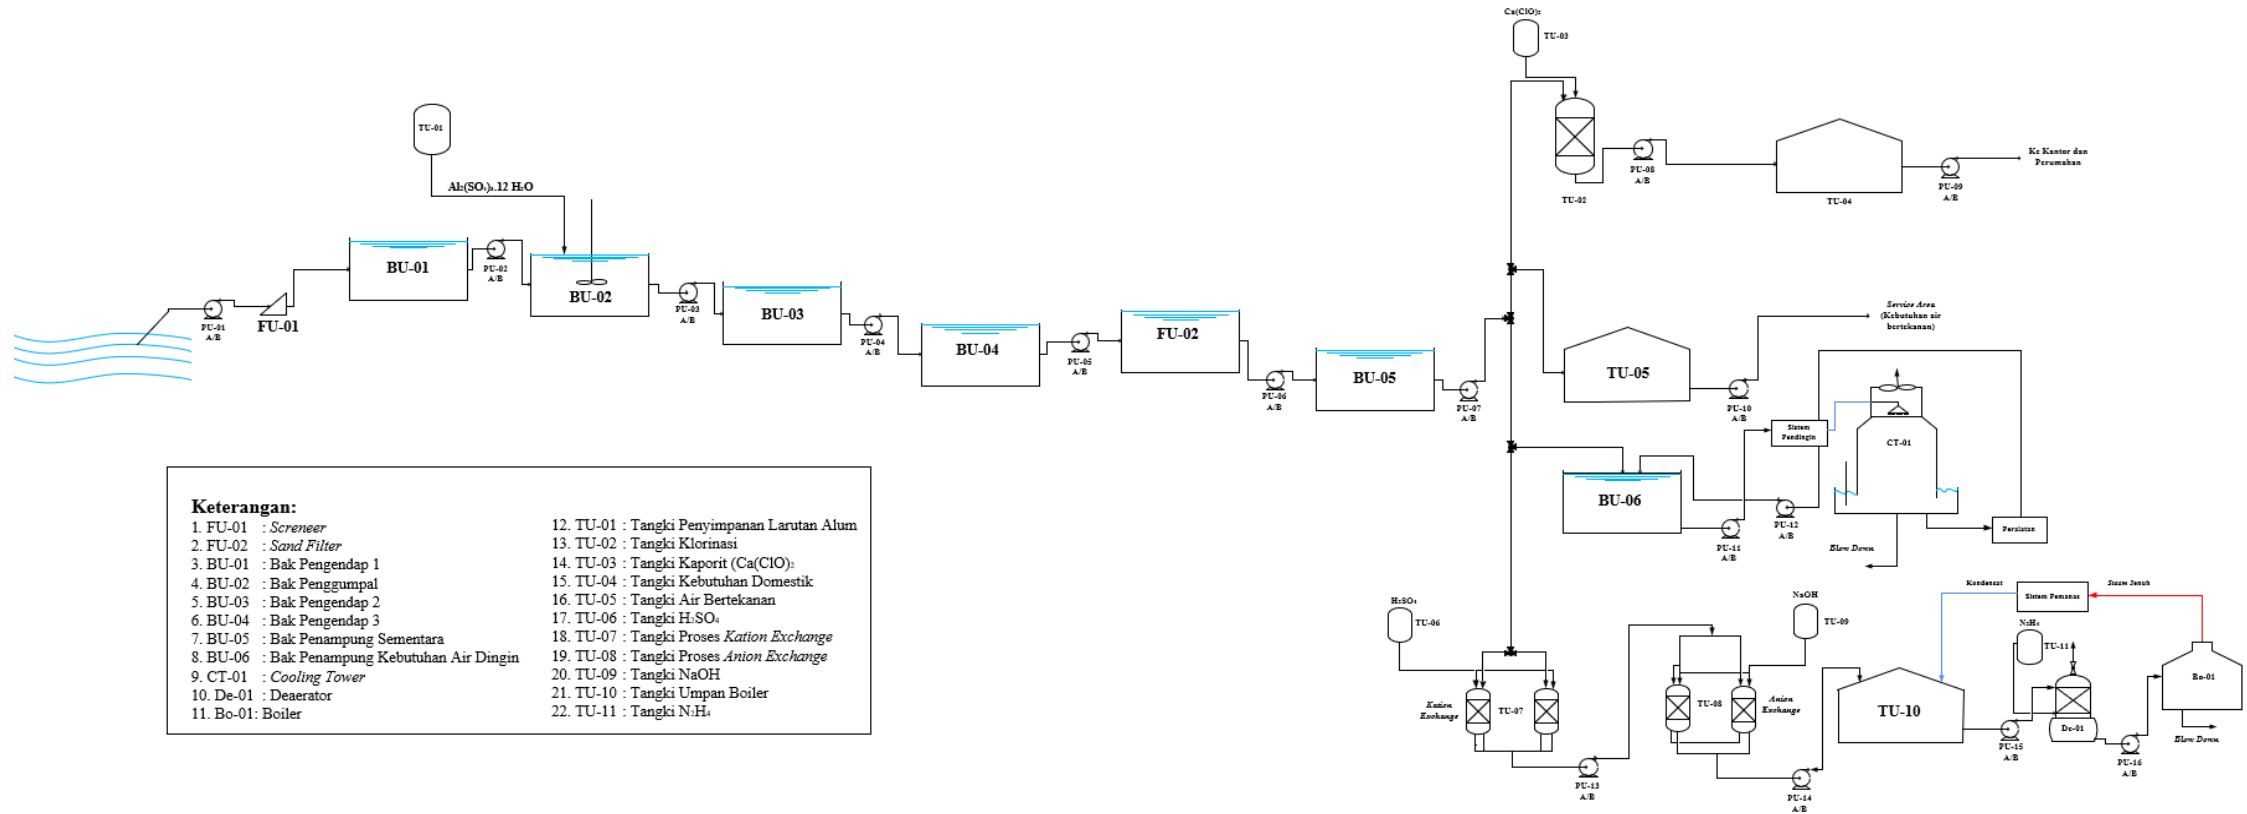 Ca(ClO)₂
TU-03
TU-01
Al₂(SO₄)₃.12 H₂O
PU-08
A/B
TU-02
TU-04
PU-09
A/B
Ke Kantor dan
Perumahan
BU-01
PU-02
A/B
BU-02
PU-01
A/B
FU-01
PU-03
A/B
BU-03
PU-04
A/B
BU-04
PU-05
A/B
FU-02
PU-06
A/B
BU-05
PU-07
A/B
TU-05
PU-10
A/B
Service Area
(Kebutuhan air
bertekanan)
Sistem
Pendingin
CT-01
BU-06
PU-11
A/B
PU-12
A/B
Peralatan
Blow Down
Keterangan:
1. FU-01 : Screneer
2. FU-02 : Sand Filter
3. BU-01 : Bak Pengendap 1
4. BU-02 : Bak Penggumpal
5. BU-03 : Bak Pengendap 2
6. BU-04 : Bak Pengendap 3
7. BU-05 : Bak Penampung Sementara
8. BU-06 : Bak Penampung Kebutuhan Air Dingin
9. CT-01 : Cooling Tower
10. De-01 : Deaerator
11. Bo-01: Boiler
12. TU-01 : Tangki Penyimpanan Larutan Alum
13. TU-02 : Tangki Klorinasi
14. TU-03 : Tangki Kaporit (Ca(ClO)₂
15. TU-04 : Tangki Kebutuhan Domestik
16. TU-05 : Tangki Air Bertekanan
17. TU-06 : Tangki H₂SO₄
18. TU-07 : Tangki Proses Kation Exchange
19. TU-08 : Tangki Proses Anion Exchange
20. TU-09 : Tangki NaOH
21. TU-10 : Tangki Umpan Boiler
22. TU-11 : Tangki N₂H₄
H₂SO₄
TU-06
Kation
Exchange
TU-07
PU-13
A/B
NaOH
TU-09
TU-08
Anion
Exchange
PU-14
A/B
TU-10
PU-15
A/B
Kondensat
Sistem Pemanas
Steam Jenuh
N₂H₄
TU-11
De-01
PU-16
A/B
Bo-01
Blow Down